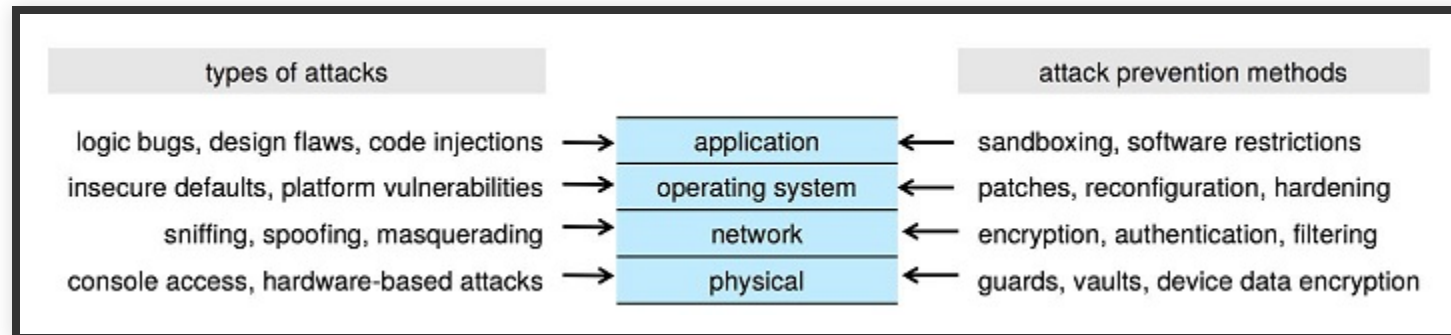 types of attacks
attack prevention methods
logic bugs, design flaws, code injections
application
sandboxing, software restrictions
insecure defaults, platform vulnerabilities
operating system
patches, reconfiguration, hardening
sniffing, spoofing, masquerading
network
encryption, authentication, filtering
console access, hardware-based attacks
physical
guards, vaults, device data encryption